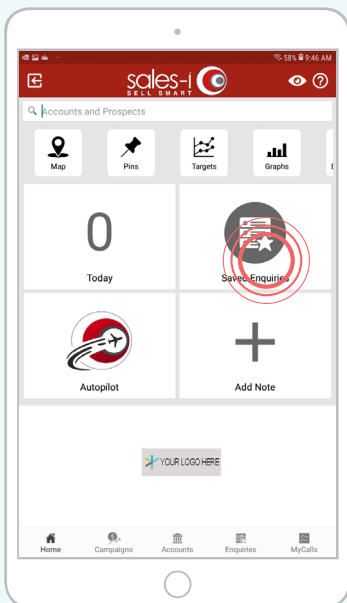 58% 9:46 AM
sales-i
SELL SMART
Accounts and Prospects
Map Pins Targets Graphs
0
Today
Saved Enquiries
Autopilot
Add Note
YOUR LOGO HERE
Home Campaigns Accounts Enquiries MyCalls